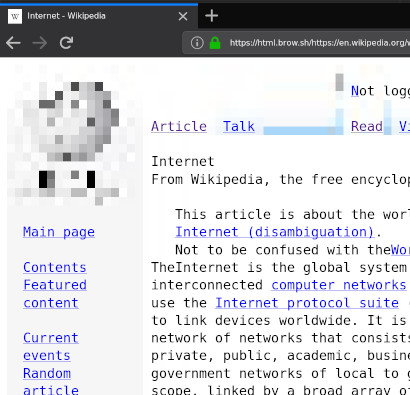 Internet - Wikipedia
https://html.brow.sh/https://en.wikipedia.org/
Not logg
Article Talk Read Vi
Internet
From Wikipedia, the free encyclop
This article is about the worl
Main page Internet (disambiguation).
Not to be confused with theWor
Contents TheInternet is the global system
Featured interconnected computer networks
content use the Internet protocol suite (
to link devices worldwide. It is
Current network of networks that consists
events private, public, academic, busine
Random government networks of local to g
article scope, linked by a broad array of